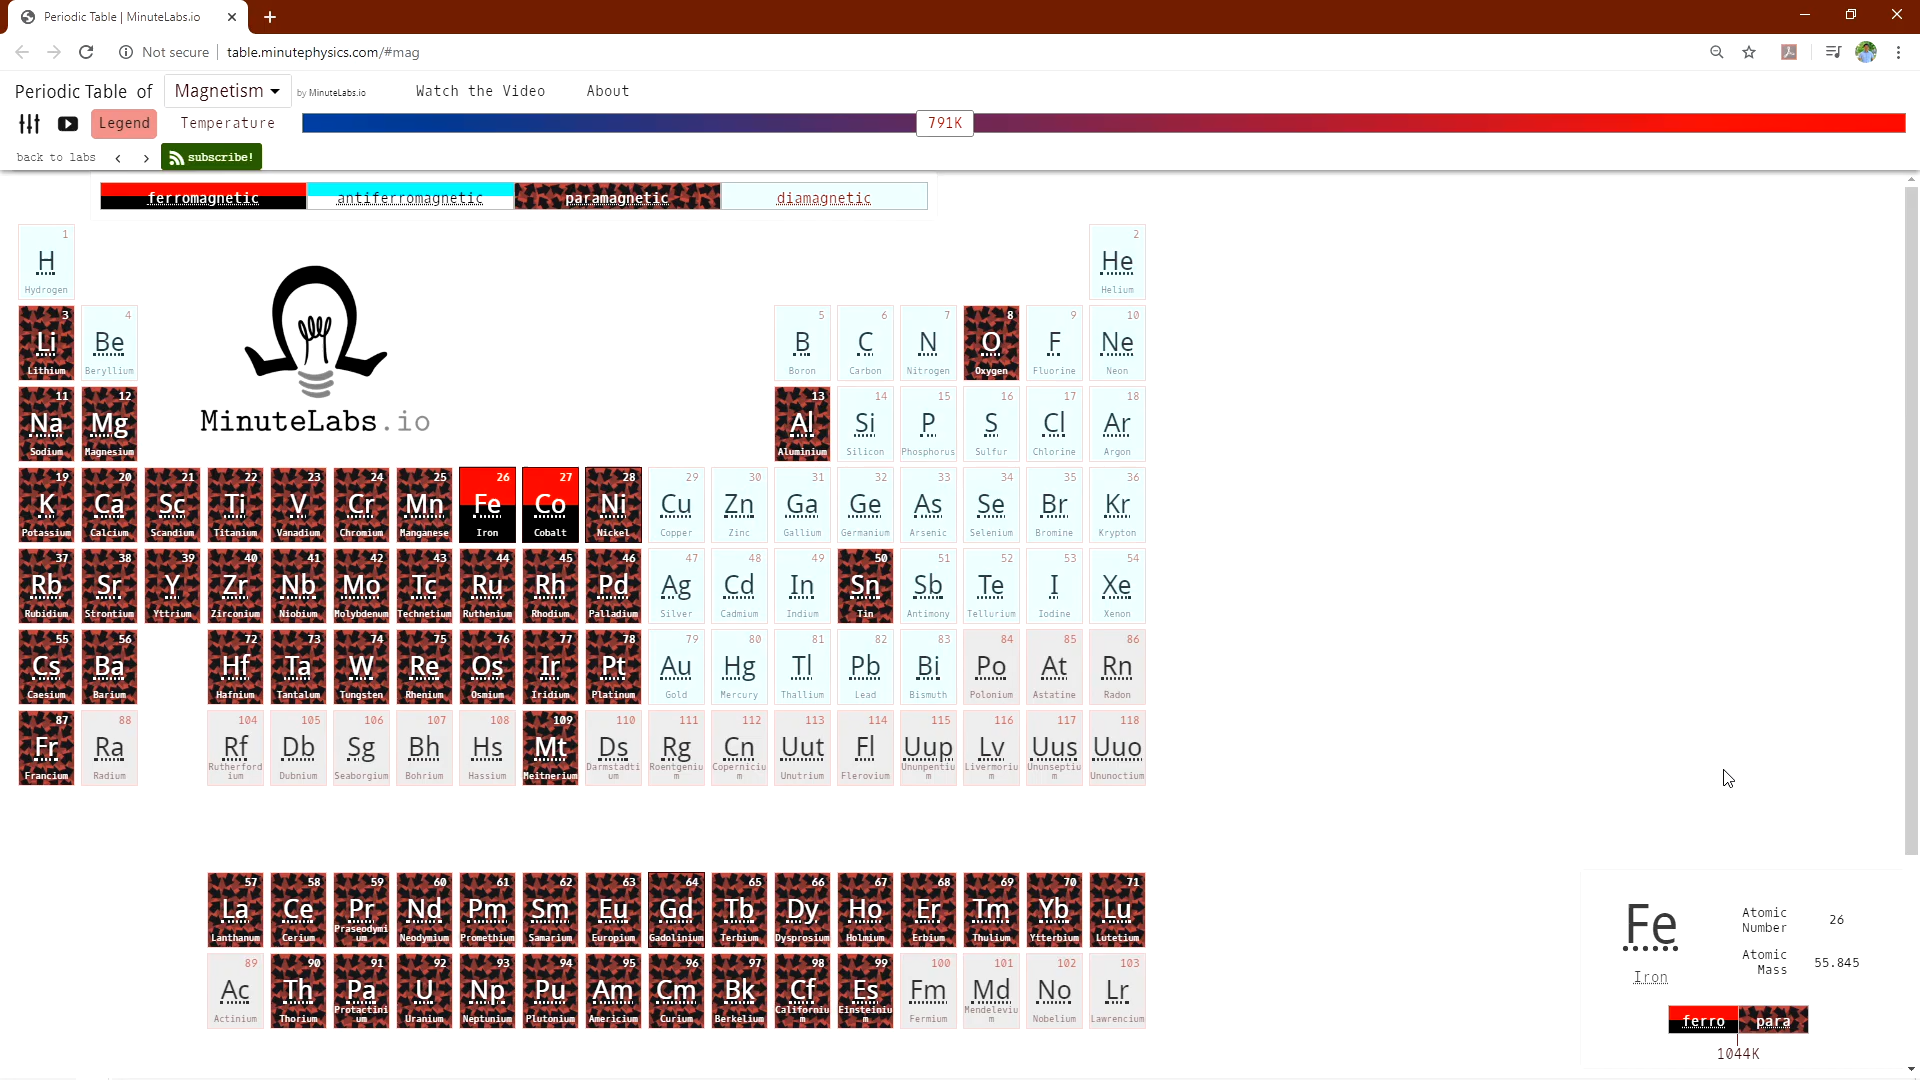 Periodic Table | MinuteLabs.io
Not secure table.minutephysics.com/#mag
Periodic Table of Magnetism by MinuteLabs.io Watch the Video About
Legend Temperature 791K
back to labs ‹ › subscribe!
ferromagnetic antiferromagnetic paramagnetic diamagnetic
1 2
H He
Hydrogen Helium
3 4 5 6 7 8 9 10
Li Be B C N O F Ne
Lithium Beryllium Boron Carbon Nitrogen Oxygen Fluorine Neon
11 12 13 14 15 16 17 18
Na Mg Al Si P S Cl Ar
Sodium Magnesium Aluminum Silicon Phosphorus Sulfur Chlorine Argon
MinuteLabs.io
19 20 21 22 23 24 25 26 27 28 29 30 31 32 33 34 35 36
K Ca Sc Ti V Cr Mn Fe Co Ni Cu Zn Ga Ge As Se Br Kr
Potassium Calcium Scandium Titanium Vanadium Chromium Manganese Iron Cobalt Nickel Copper Zinc Gallium Germanium Arsenic Selenium Bromine Krypton
37 38 39 40 41 42 43 44 45 46 47 48 49 50 51 52 53 54
Rb Sr Y Zr Nb Mo Tc Ru Rh Pd Ag Cd In Sn Sb Te I Xe
Rubidium Strontium Yttrium Zirconium Niobium Molybdenum Technetium Ruthenium Rhodium Palladium Silver Cadmium Indium Tin Antimony Tellurium Iodine Xenon
55 56 72 73 74 75 76 77 78 79 80 81 82 83 84 85 86
Cs Ba Hf Ta W Re Os Ir Pt Au Hg Tl Pb Bi Po At Rn
Caesium Barium Hafnium Tantalum Tungsten Rhenium Osmium Iridium Platinum Gold Mercury Thallium Lead Bismuth Polonium Astatine Radon
87 88 104 105 106 107 108 109 110 111 112 113 114 115 116 117 118
Fr Ra Rf Db Sg Bh Hs Mt Ds Rg Cn Uut Fl Uup Lv Uus Uuo
Francium Radium Rutherfordium Dubnium Seaborgium Bohrium Hassium Meitnerium Darmstadtium Roentgenium Copernicium Ununtrium Flerovium Ununpentium Livermorium Ununseptium Ununoctium
57 58 59 60 61 62 63 64 65 66 67 68 69 70 71
La Ce Pr Nd Pm Sm Eu Gd Tb Dy Ho Er Tm Yb Lu
Lanthanum Cerium Praseodymium Neodymium Promethium Samarium Europium Gadolinium Terbium Dysprosium Holmium Erbium Thulium Ytterbium Lutetium
89 90 91 92 93 94 95 96 97 98 99 100 101 102 103
Ac Th Pa U Np Pu Am Cm Bk Cf Es Fm Md No Lr
Actinium Thorium Protactinium Uranium Neptunium Plutonium Americium Curium Berkelium Californium Einsteinium Fermium Mendelevium Nobelium Lawrencium
Fe
Iron
Atomic Number 26
Atomic Mass 55.845
ferro para
1044K